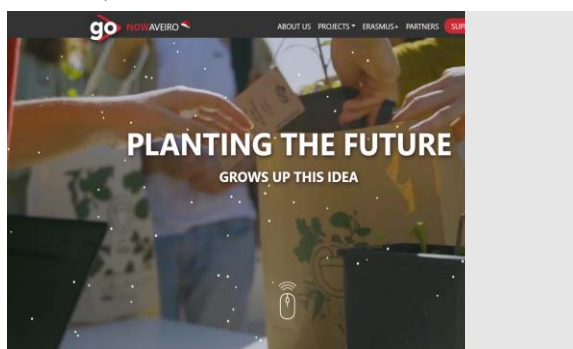 go NOWAVEIRO ABOUT US PROJECTS ERASMUS+ PARTNERS SUP
PLANTING THE FUTURE
GROWS UP THIS IDEA